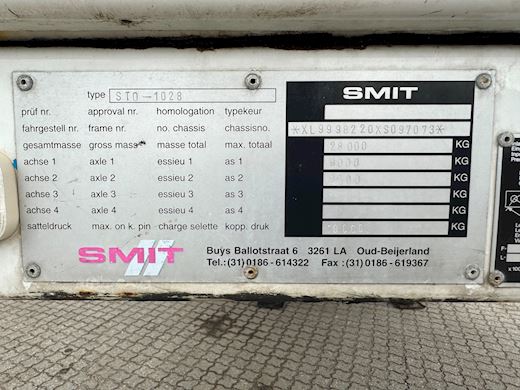 SMIT
type STO-1028
prüf nr. approval nr. homologation typekeur
fahrgestell nr. frame nr. no. chassis chassisno. *XL9998220XS097073*
gesamtmasse gross mass masse total max. totaal 28000 KG
achse 1 axle 1 essieu 1 as 1 KG
achse 2 axle 2 essieu 2 as 2 KG
achse 3 axle 3 essieu 3 as 3 KG
achse 4 axle 4 essieu 4 as 4 KG
satteldruck max. on k. pin charge selette kopp. druk KG
SMIT
Buÿs Ballotstraat 6 3261 LA Oud-Beijerland
Tel.:(31)0186-614322 Fax:(31)0186-619367